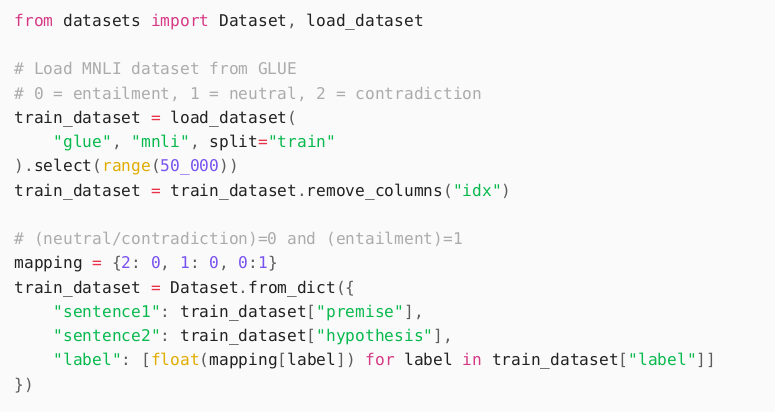 from datasets import Dataset, load_dataset

# Load MNLI dataset from GLUE
# 0 = entailment, 1 = neutral, 2 = contradiction
train_dataset = load_dataset(
    "glue", "mnli", split="train"
).select(range(50_000))
train_dataset = train_dataset.remove_columns("idx")

# (neutral/contradiction)=0 and (entailment)=1
mapping = {2: 0, 1: 0, 0:1}
train_dataset = Dataset.from_dict({
    "sentence1": train_dataset["premise"],
    "sentence2": train_dataset["hypothesis"],
    "label": [float(mapping[label]) for label in train_dataset["label"]]
})